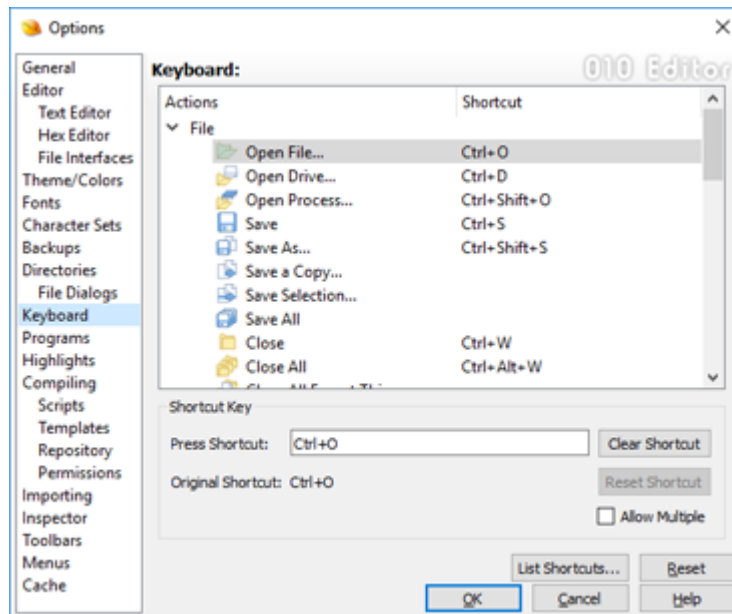 Options
General
Editor
Text Editor
Hex Editor
File Interfaces
Theme/Colors
Fonts
Character Sets
Backups
Directories
File Dialogs
Keyboard
Programs
Highlights
Compiling
Scripts
Templates
Repository
Permissions
Importing
Inspector
Toolbars
Menus
Cache
Keyboard:
010 Editor
Actions Shortcut
File
Open File... Ctrl+O
Open Drive... Ctrl+D
Open Process... Ctrl+Shift+O
Save Ctrl+S
Save As... Ctrl+Shift+S
Save a Copy...
Save Selection...
Save All
Close Ctrl+W
Close All Ctrl+Alt+W
Shortcut Key
Press Shortcut: Ctrl+O Clear Shortcut
Original Shortcut: Ctrl+O Reset Shortcut
Allow Multiple
List Shortcuts... Reset
OK Cancel Help